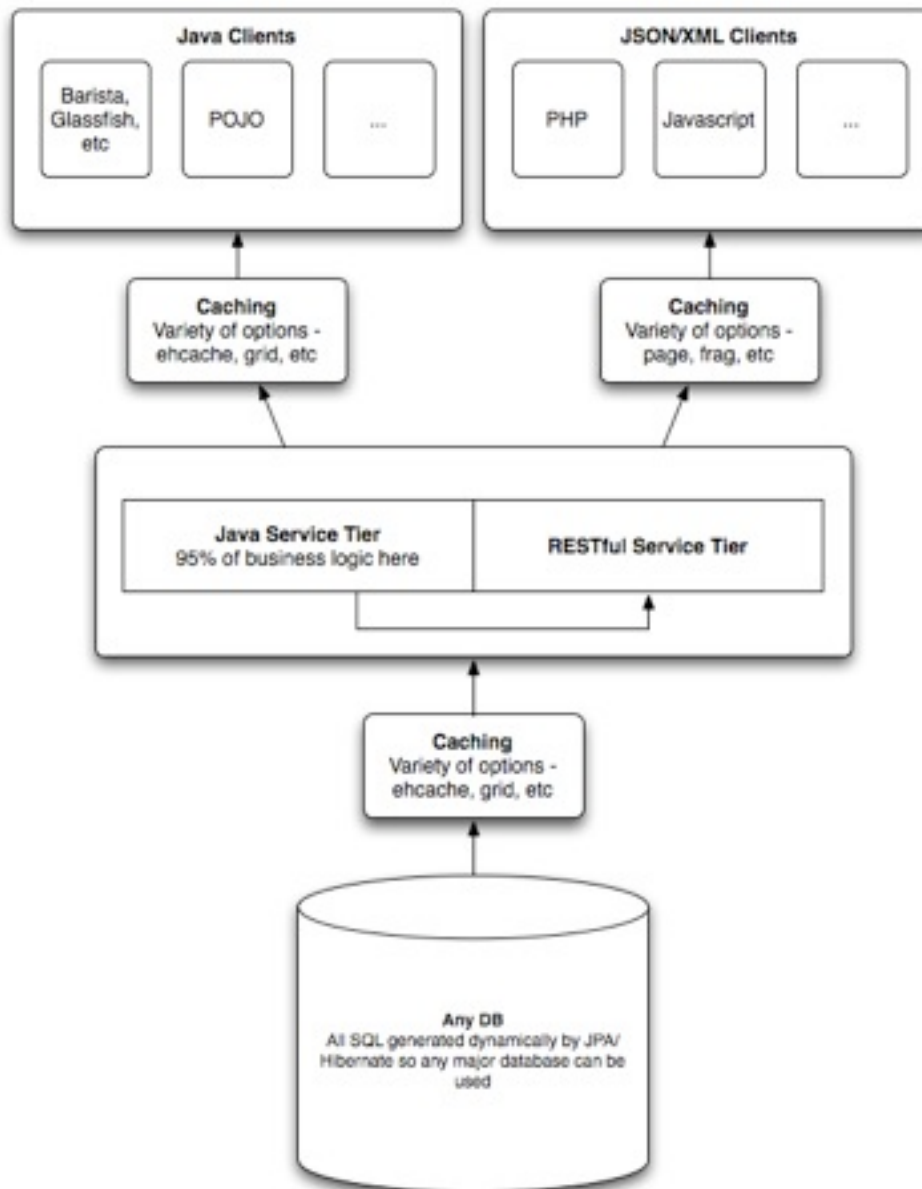 Java Clients
Barista,
Glassfish,
etc
POJO
...
JSON/XML Clients
PHP
Javascript
...
Caching
Variety of options -
ehcache, grid, etc
Caching
Variety of options -
page, frag, etc
Java Service Tier
95% of business logic here
RESTful Service Tier
Caching
Variety of options -
ehcache, grid, etc
Any DB
All SQL generated dynamically by JPA/
Hibernate so any major database can be
used